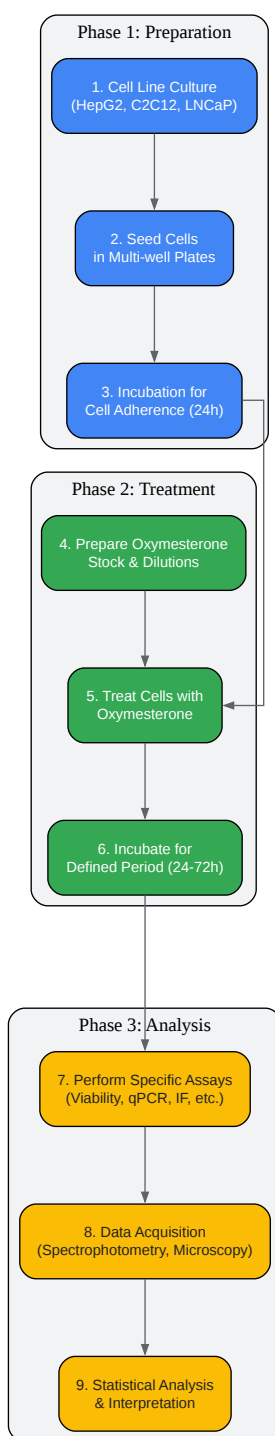 Phase 1: Preparation
1. Cell Line Culture
(HepG2, C2C12, LNCaP)
2. Seed Cells
in Multi-well Plates
3. Incubation for
Cell Adherence (24h)
Phase 2: Treatment
4. Prepare Oxymesterone
Stock & Dilutions
5. Treat Cells with
Oxymesterone
6. Incubate for
Defined Period (24-72h)
Phase 3: Analysis
7. Perform Specific Assays
(Viability, qPCR, IF, etc.)
8. Data Acquisition
(Spectrophotometry, Microscopy)
9. Statistical Analysis
& Interpretation